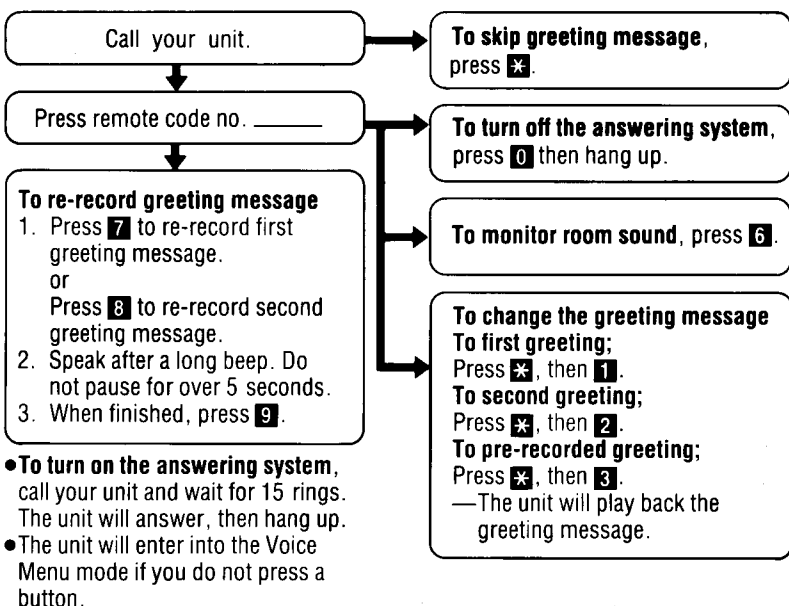 Call your unit.
To skip greeting message,
press *.
Press remote code no. ______
To turn off the answering system,
press 0 then hang up.
To re-record greeting message
1. Press 7 to re-record first
greeting message.
or
Press 8 to re-record second
greeting message.
2. Speak after a long beep. Do
not pause for over 5 seconds.
3. When finished, press 9.
To monitor room sound, press 6.
To change the greeting message
To first greeting;
Press *, then 1.
To second greeting;
Press *, then 2.
To pre-recorded greeting;
Press *, then 3.
—The unit will play back the
greeting message.
●To turn on the answering system,
call your unit and wait for 15 rings.
The unit will answer, then hang up.
●The unit will enter into the Voice
Menu mode if you do not press a
button.